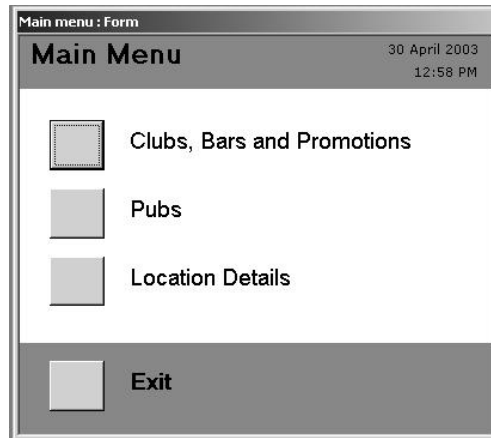 Main menu : Form
Main Menu
30 April 2003
12:58 PM
Clubs, Bars and Promotions
Pubs
Location Details
Exit